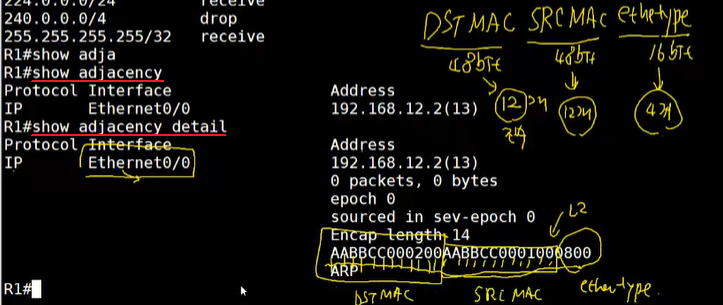 224.0.0.0/24 receive
240.0.0.0/4 drop
255.255.255.255/32 receive
R1#show adja
R1#show adjacency
Protocol Interface Address
IP Ethernet0/0 192.168.12.2(13)
R1#show adjacency detail
Protocol Interface Address
IP Ethernet0/0 192.168.12.2(13)
0 packets, 0 bytes
epoch 0
sourced in sev-epoch 0
Encap length 14
AABBCC000200AABBCC0001000800
ARP
R1#
DST MAC SRC MAC ethertype
48bit 48bit 16bit
12개 12개 4개
L2
DST MAC SRC MAC ether type